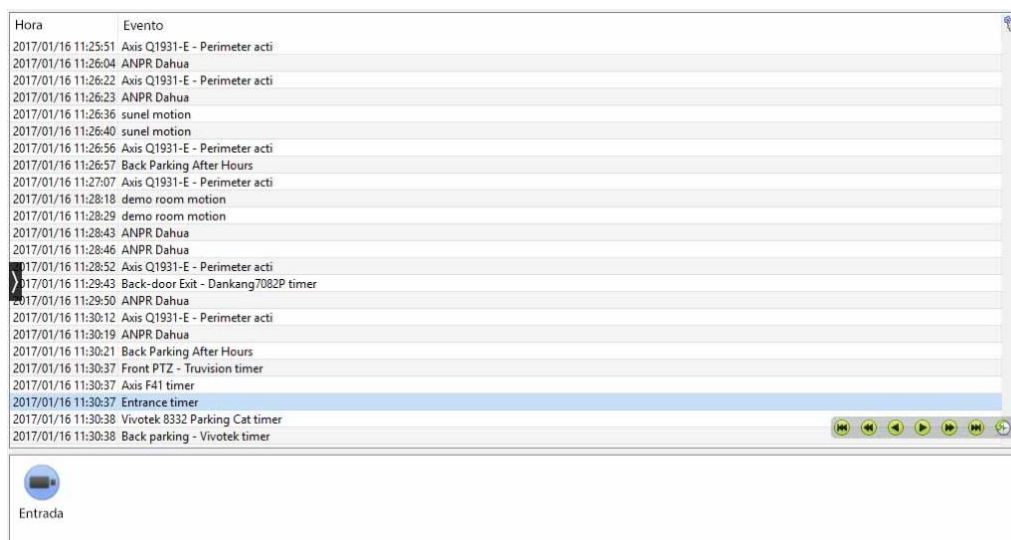 Hora Evento
2017/01/16 11:25:51 Axis Q1931-E - Perimeter acti
2017/01/16 11:26:04 ANPR Dahua
2017/01/16 11:26:22 Axis Q1931-E - Perimeter acti
2017/01/16 11:26:23 ANPR Dahua
2017/01/16 11:26:36 sunel motion
2017/01/16 11:26:40 sunel motion
2017/01/16 11:26:56 Axis Q1931-E - Perimeter acti
2017/01/16 11:26:57 Back Parking After Hours
2017/01/16 11:27:07 Axis Q1931-E - Perimeter acti
2017/01/16 11:28:18 demo room motion
2017/01/16 11:28:29 demo room motion
2017/01/16 11:28:43 ANPR Dahua
2017/01/16 11:28:46 ANPR Dahua
017/01/16 11:28:52 Axis Q1931-E - Perimeter acti
017/01/16 11:29:43 Back-door Exit - Dankang7082P timer
2017/01/16 11:29:50 ANPR Dahua
2017/01/16 11:30:12 Axis Q1931-E - Perimeter acti
2017/01/16 11:30:19 ANPR Dahua
2017/01/16 11:30:21 Back Parking After Hours
2017/01/16 11:30:37 Front PTZ - Truvision timer
2017/01/16 11:30:37 Axis F41 timer
2017/01/16 11:30:37 Entrance timer
2017/01/16 11:30:38 Vivotek 8332 Parking Cat timer
2017/01/16 11:30:38 Back parking - Vivotek timer
Entrada